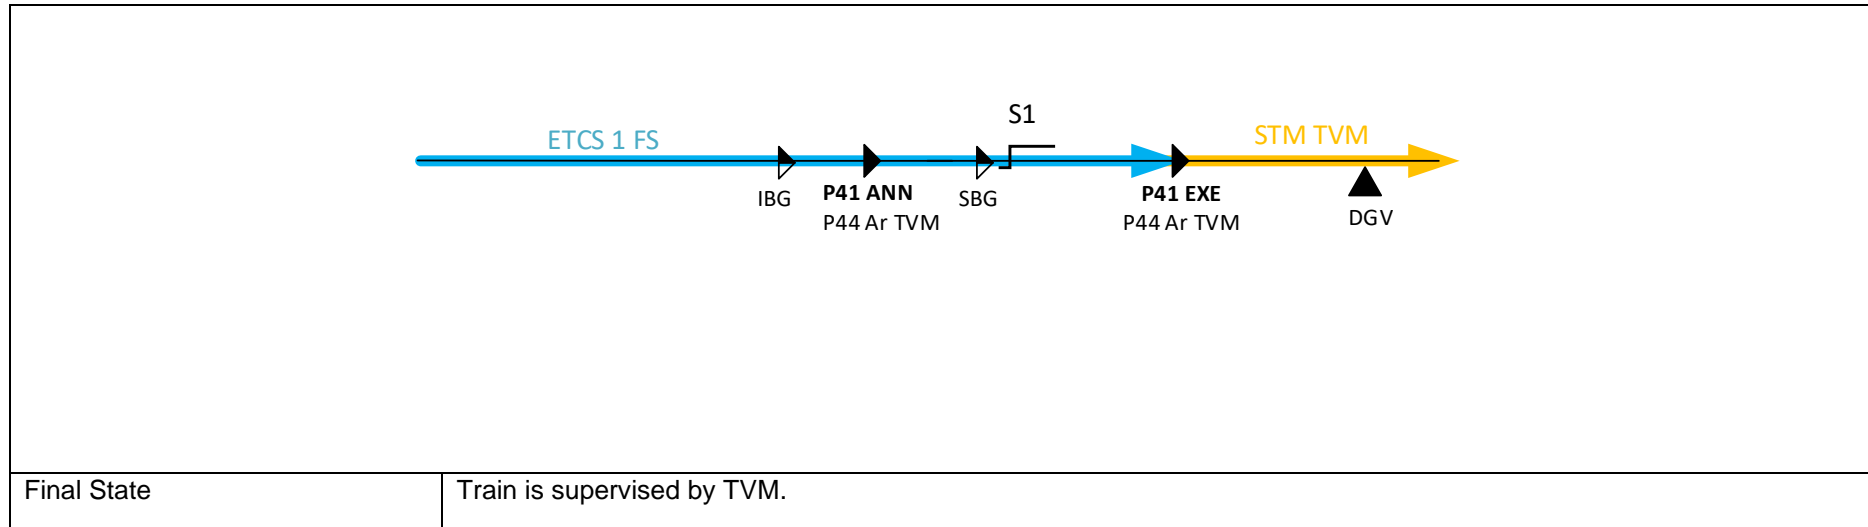 S1
ETCS 1 FS
STM TVM
IBG
P41 ANN
P44 Ar TVM
SBG
P41 EXE
P44 Ar TVM
DGV
Final State
Train is supervised by TVM.